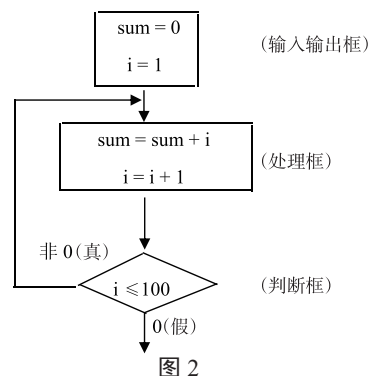 sum = 0
i = 1
(输入输出框)
sum = sum + i
i = i + 1
(处理框)
非 0(真)
i ≤100
(判断框)
0(假)
图 2